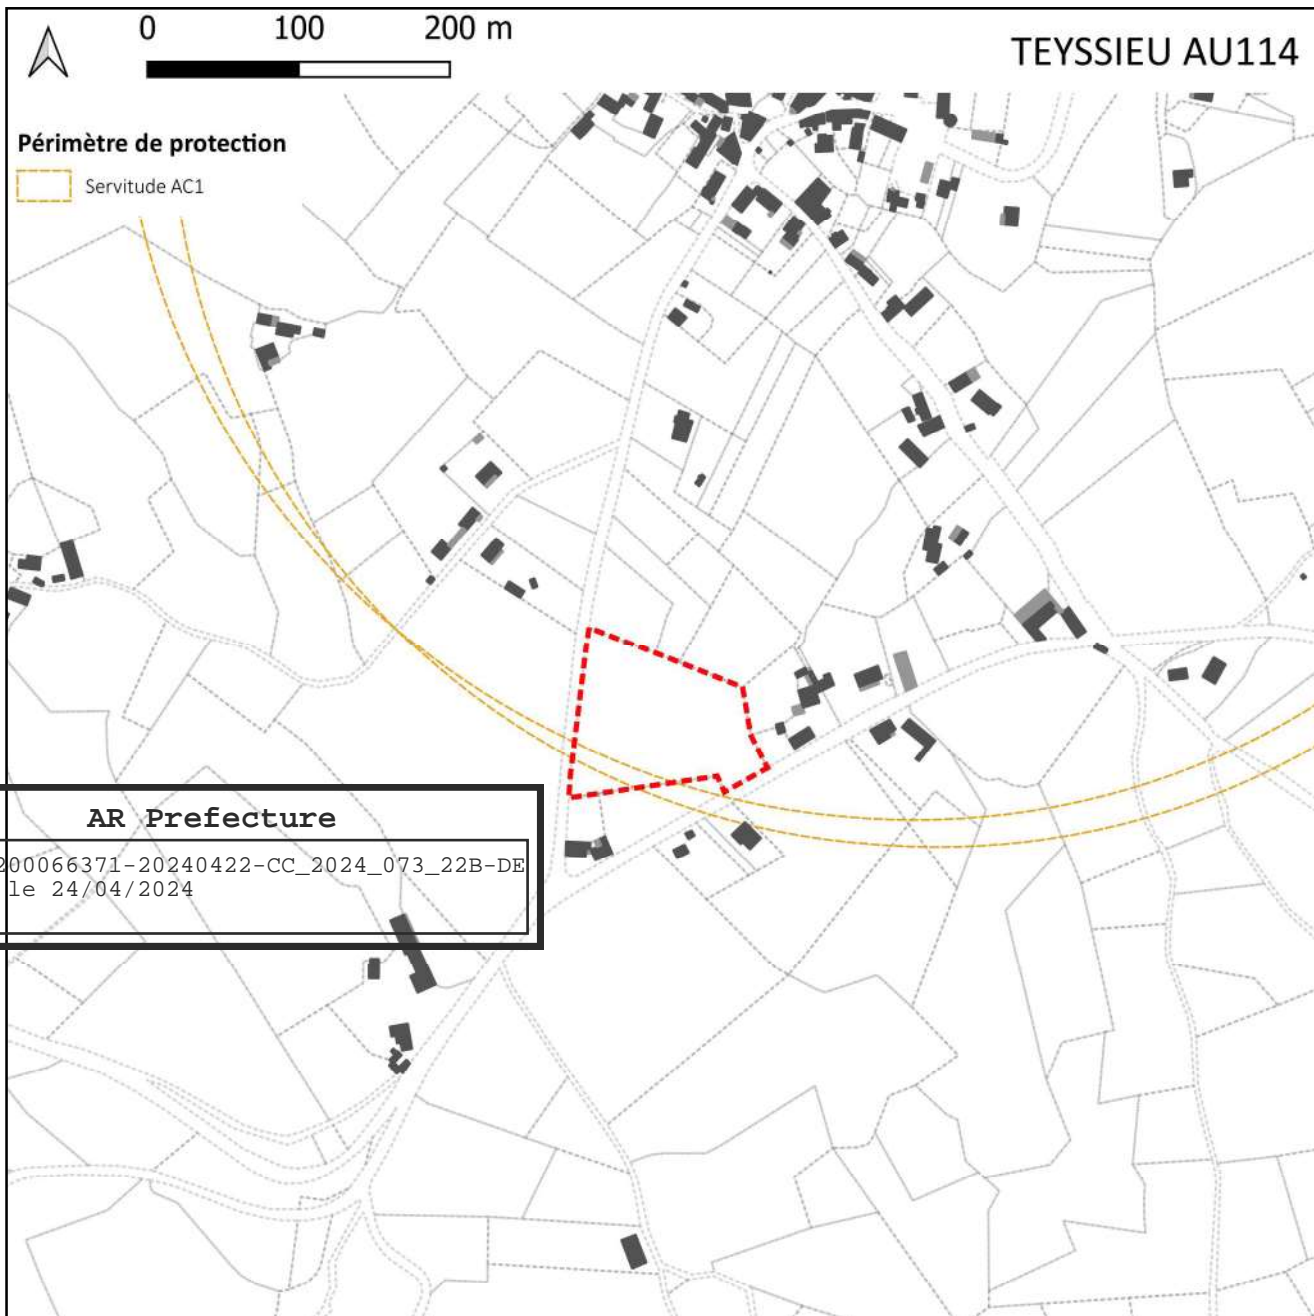 0 100 200 m
TEYSSIEU AU114
Périmètre de protection
Servitude AC1
AR Prefecture
200066371-20240422-CC_2024_073_22B-DE
le 24/04/2024